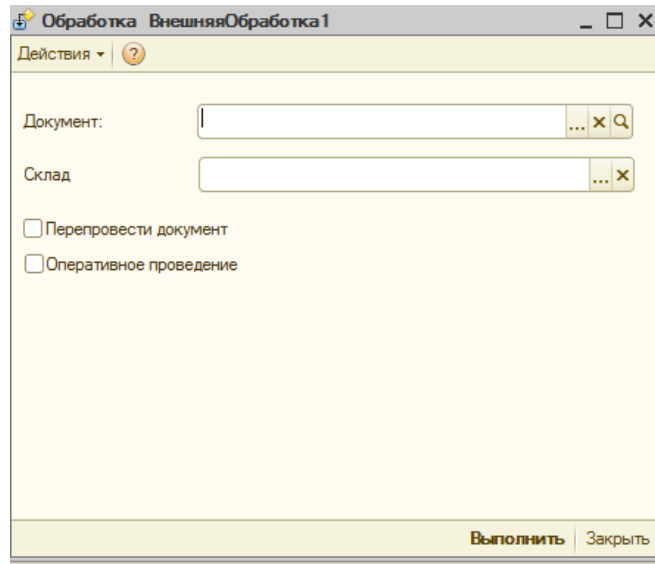 Обработка ВнешняяОбработка1
Действия
Документ:
Склад
Перепровести документ
Оперативное проведение
Выполнить Закрыть